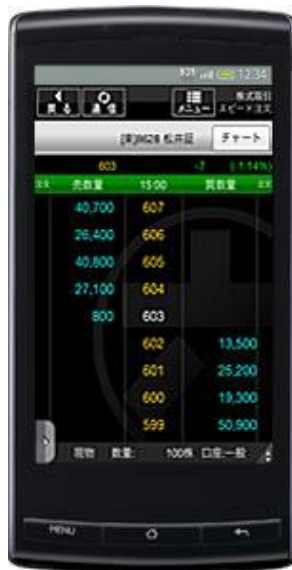 12:34
戻る 通信 メニュー 株式取引
スピード注文
[東]8628 松井証 チャート
603 -7 (-1.14%)
注文 売数量 15:00 買数量 注文
40,700 607
26,400 606
40,800 605
27,100 604
800 603
602 13,500
601 25,200
600 19,300
599 50,900
現物 数量: 100株 口座:一般
MENU